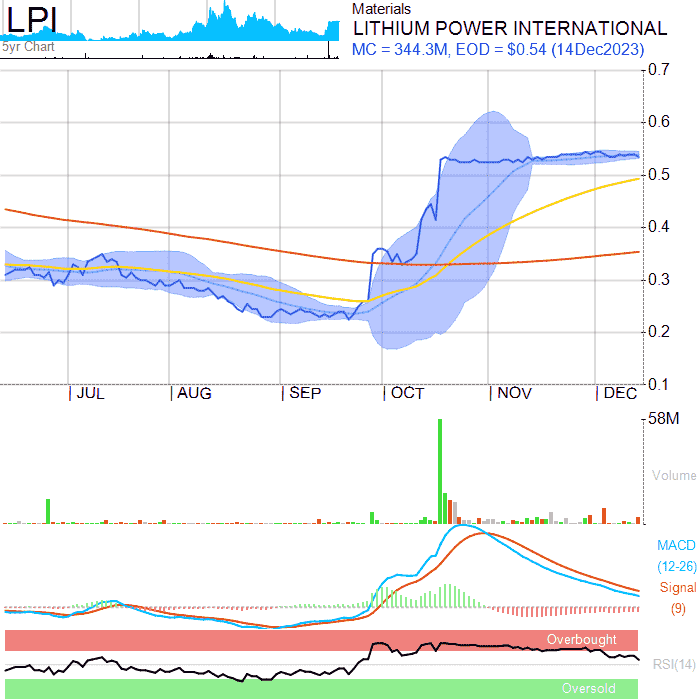 LPI
5yr Chart
Materials
LITHIUM POWER INTERNATIONAL
MC = 344.3M, EOD = $0.54 (14Dec2023)
0.7
0.6
0.5
0.4
0.3
0.2
0.1
JUL AUG SEP OCT NOV DEC
58M
Volume
MACD
(12-26)
Signal
(9)
Overbought
RSI(14)
Oversold